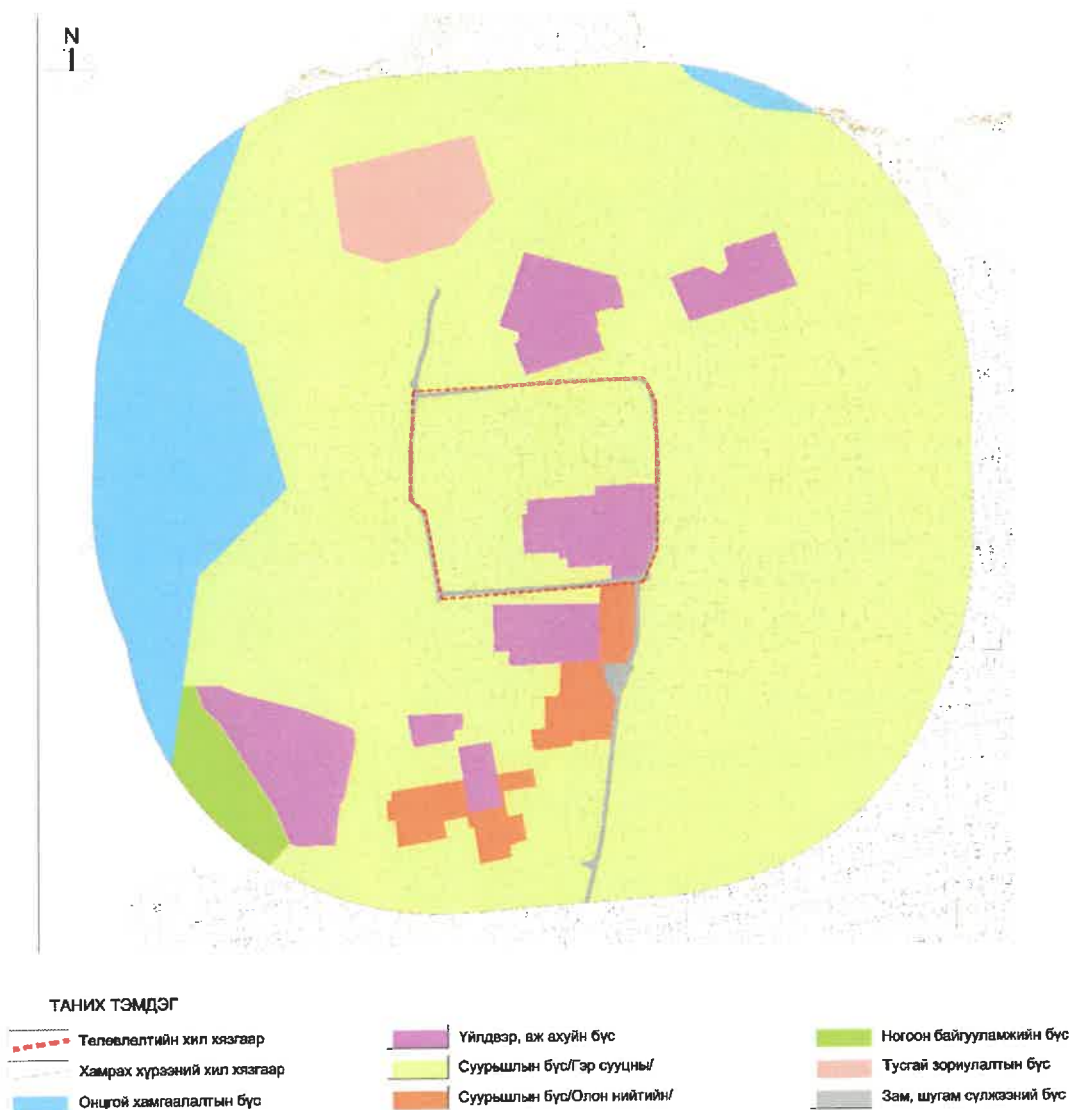 N
ТАНИХ ТЭМДЭГ
Төлөвлөлтийн хил хязгаар
Хамрах хүрээний хил хязгаар
Онцгой хамгаалалтын бүс
Үйлдвэр, аж ахуйн бүс
Суурьшлын бүс/Гэр сууцны/
Суурьшлын бүс/Олон нийтийн/
Ногоон байгууламжийн бүс
Тусгай зориулалтын бүс
Зам, шугам сүлжээний бүс